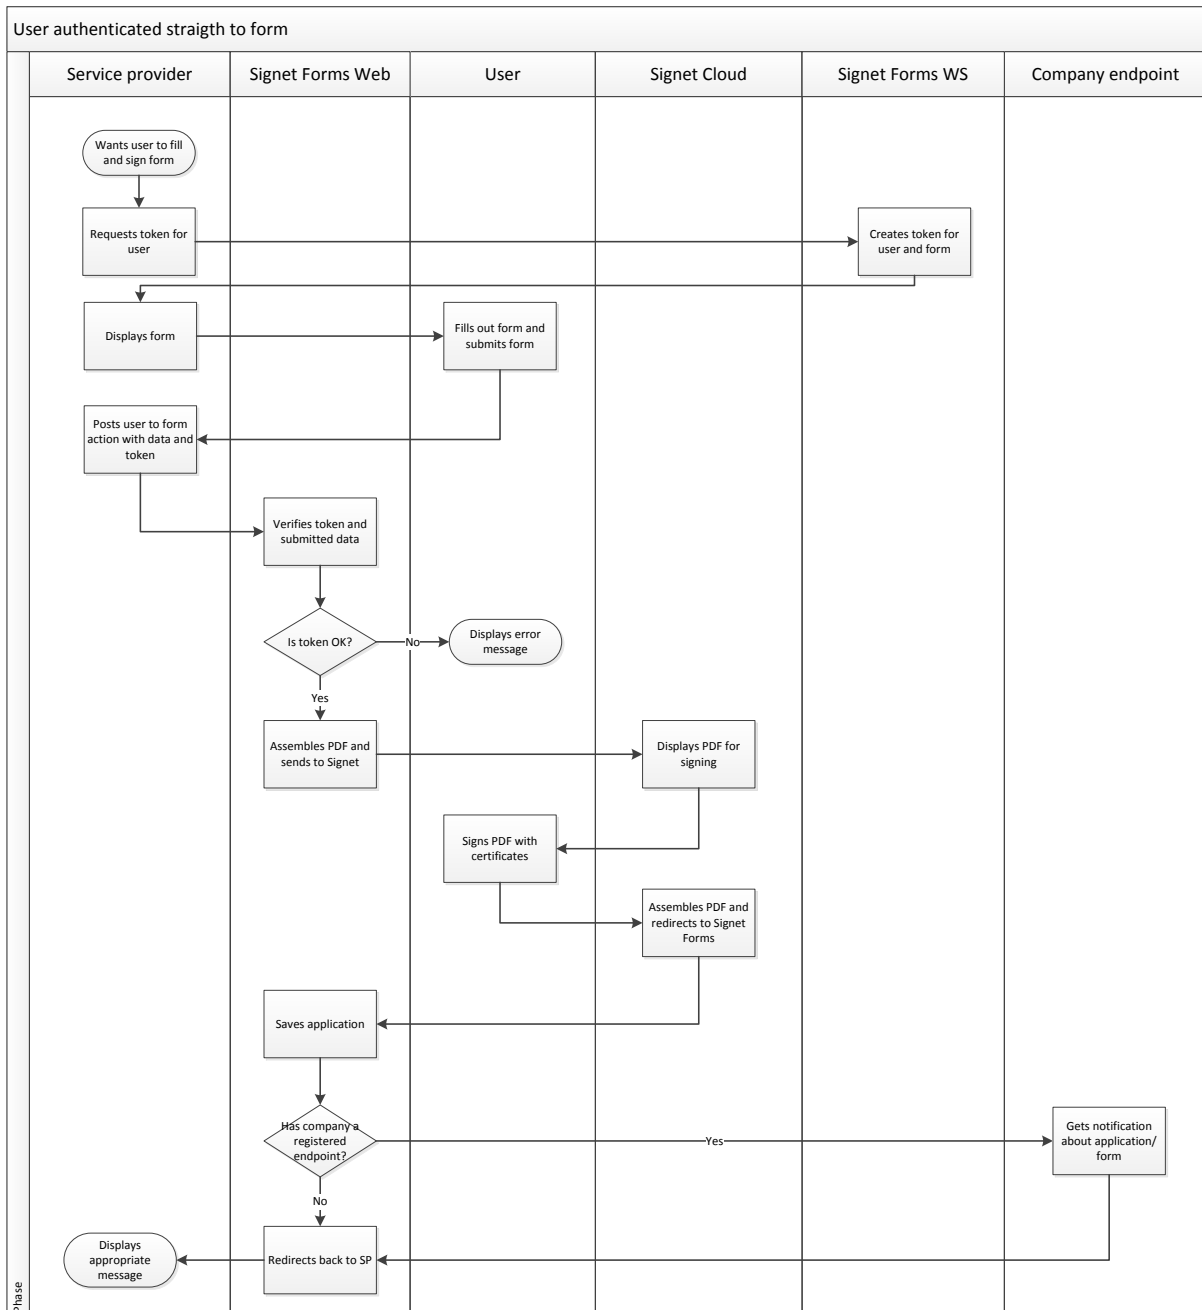 User authenticated straigth to form
Service provider
Signet Forms Web
User
Signet Cloud
Signet Forms WS
Company endpoint
Wants user to fill
and sign form
Requests token for
user
Creates token for
user and form
Displays form
Fills out form and
submits form
Posts user to form
action with data and
token
Verifies token and
submitted data
Is token OK?
No
Displays error
message
Yes
Assembles PDF and
sends to Signet
Displays PDF for
signing
Signs PDF with
certificates
Assembles PDF and
redirects to Signet
Forms
Saves application
Has company a
registered
endpoint?
Yes
Gets notification
about application/
form
No
Redirects back to SP
Displays
appropriate
message
Phase